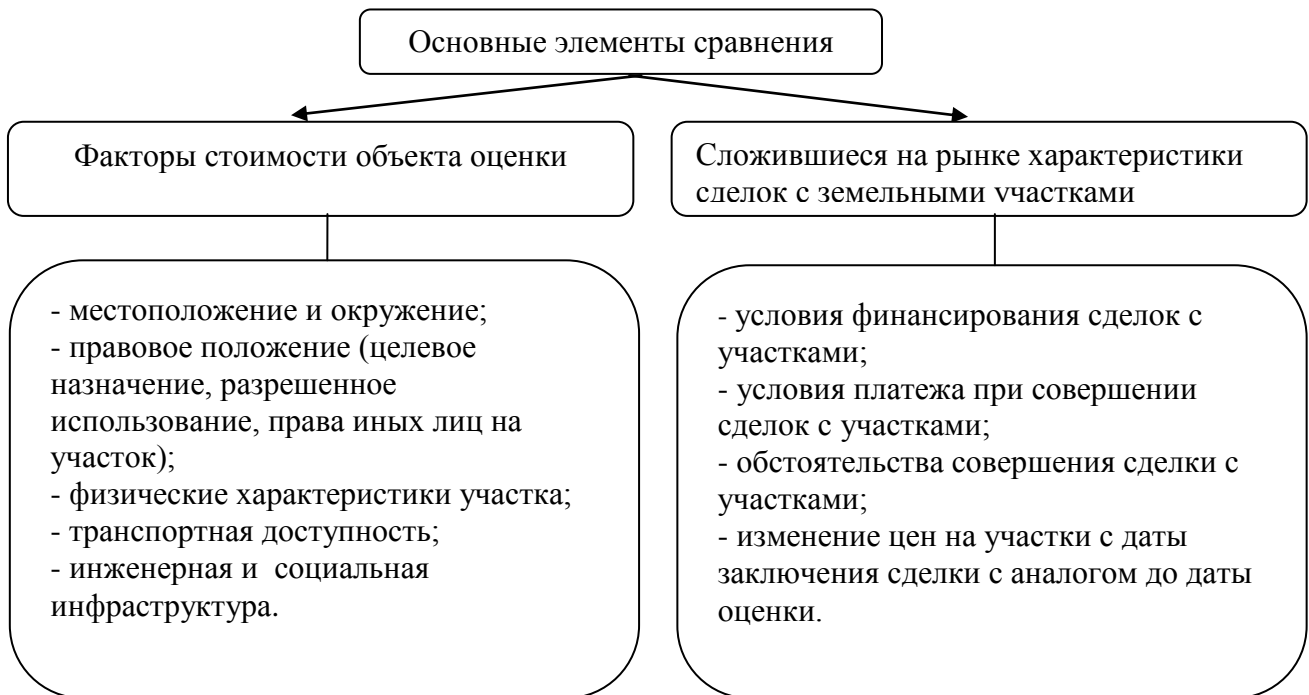 Основные элементы сравнения
Факторы стоимости объекта оценки
Сложившиеся на рынке характеристики
сделок с земельными участками
- местоположение и окружение;
- правовое положение (целевое
назначение, разрешенное
использование, права иных лиц на
участок);
- физические характеристики участка;
- транспортная доступность;
- инженерная и социальная
инфраструктура.
- условия финансирования сделок с
участками;
- условия платежа при совершении
сделок с участками;
- обстоятельства совершения сделки с
участками;
- изменение цен на участки с даты
заключения сделки с аналогом до даты
оценки.